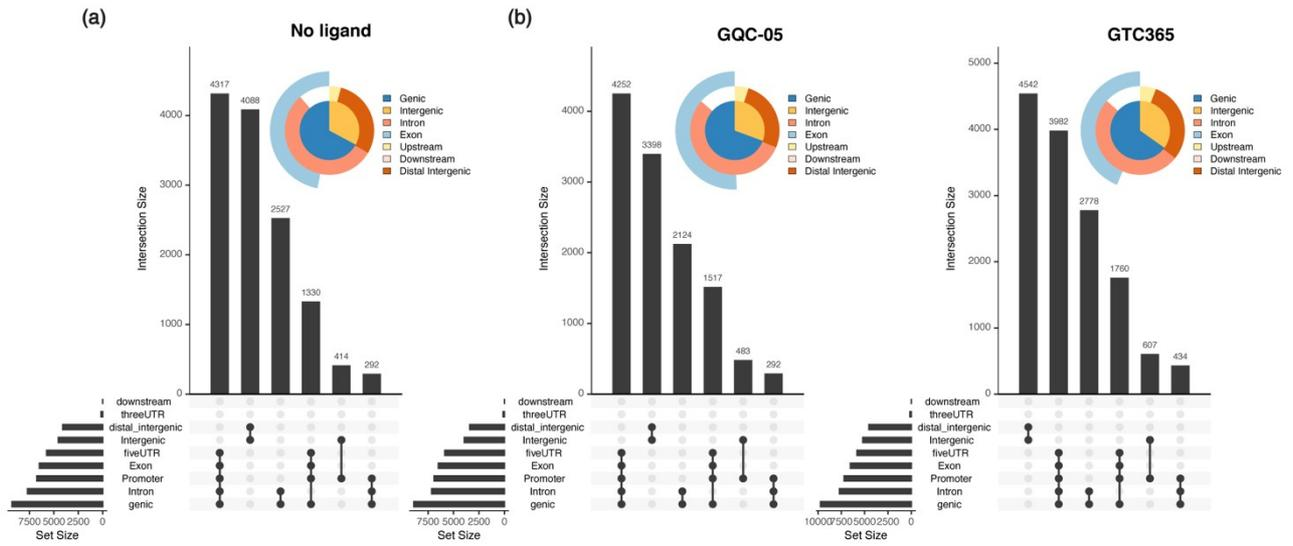 (a)
No ligand
4317
4088
2527
1330
414
292
Genic
Intergenic
Intron
Exon
Upstream
Downstream
Distal Intergenic
Intersection Size
4000
3000
2000
1000
0
downstream
threeUTR
distal_intergenic
Intergenic
fiveUTR
Exon
Promoter
Intron
genic
7500 5000 2500 0
Set Size
(b)
GQC-05
4252
3398
2124
1517
483
292
Genic
Intergenic
Intron
Exon
Upstream
Downstream
Distal Intergenic
Intersection Size
4000
3000
2000
1000
0
downstream
threeUTR
distal_intergenic
Intergenic
fiveUTR
Exon
Promoter
Intron
genic
7500 5000 2500 0
Set Size
GTC365
4542
3982
2778
1760
607
434
Genic
Intergenic
Intron
Exon
Upstream
Downstream
Distal Intergenic
Intersection Size
5000
4000
3000
2000
1000
0
downstream
threeUTR
distal_intergenic
Intergenic
fiveUTR
Exon
Promoter
Intron
genic
10000 7500 5000 2500 0
Set Size